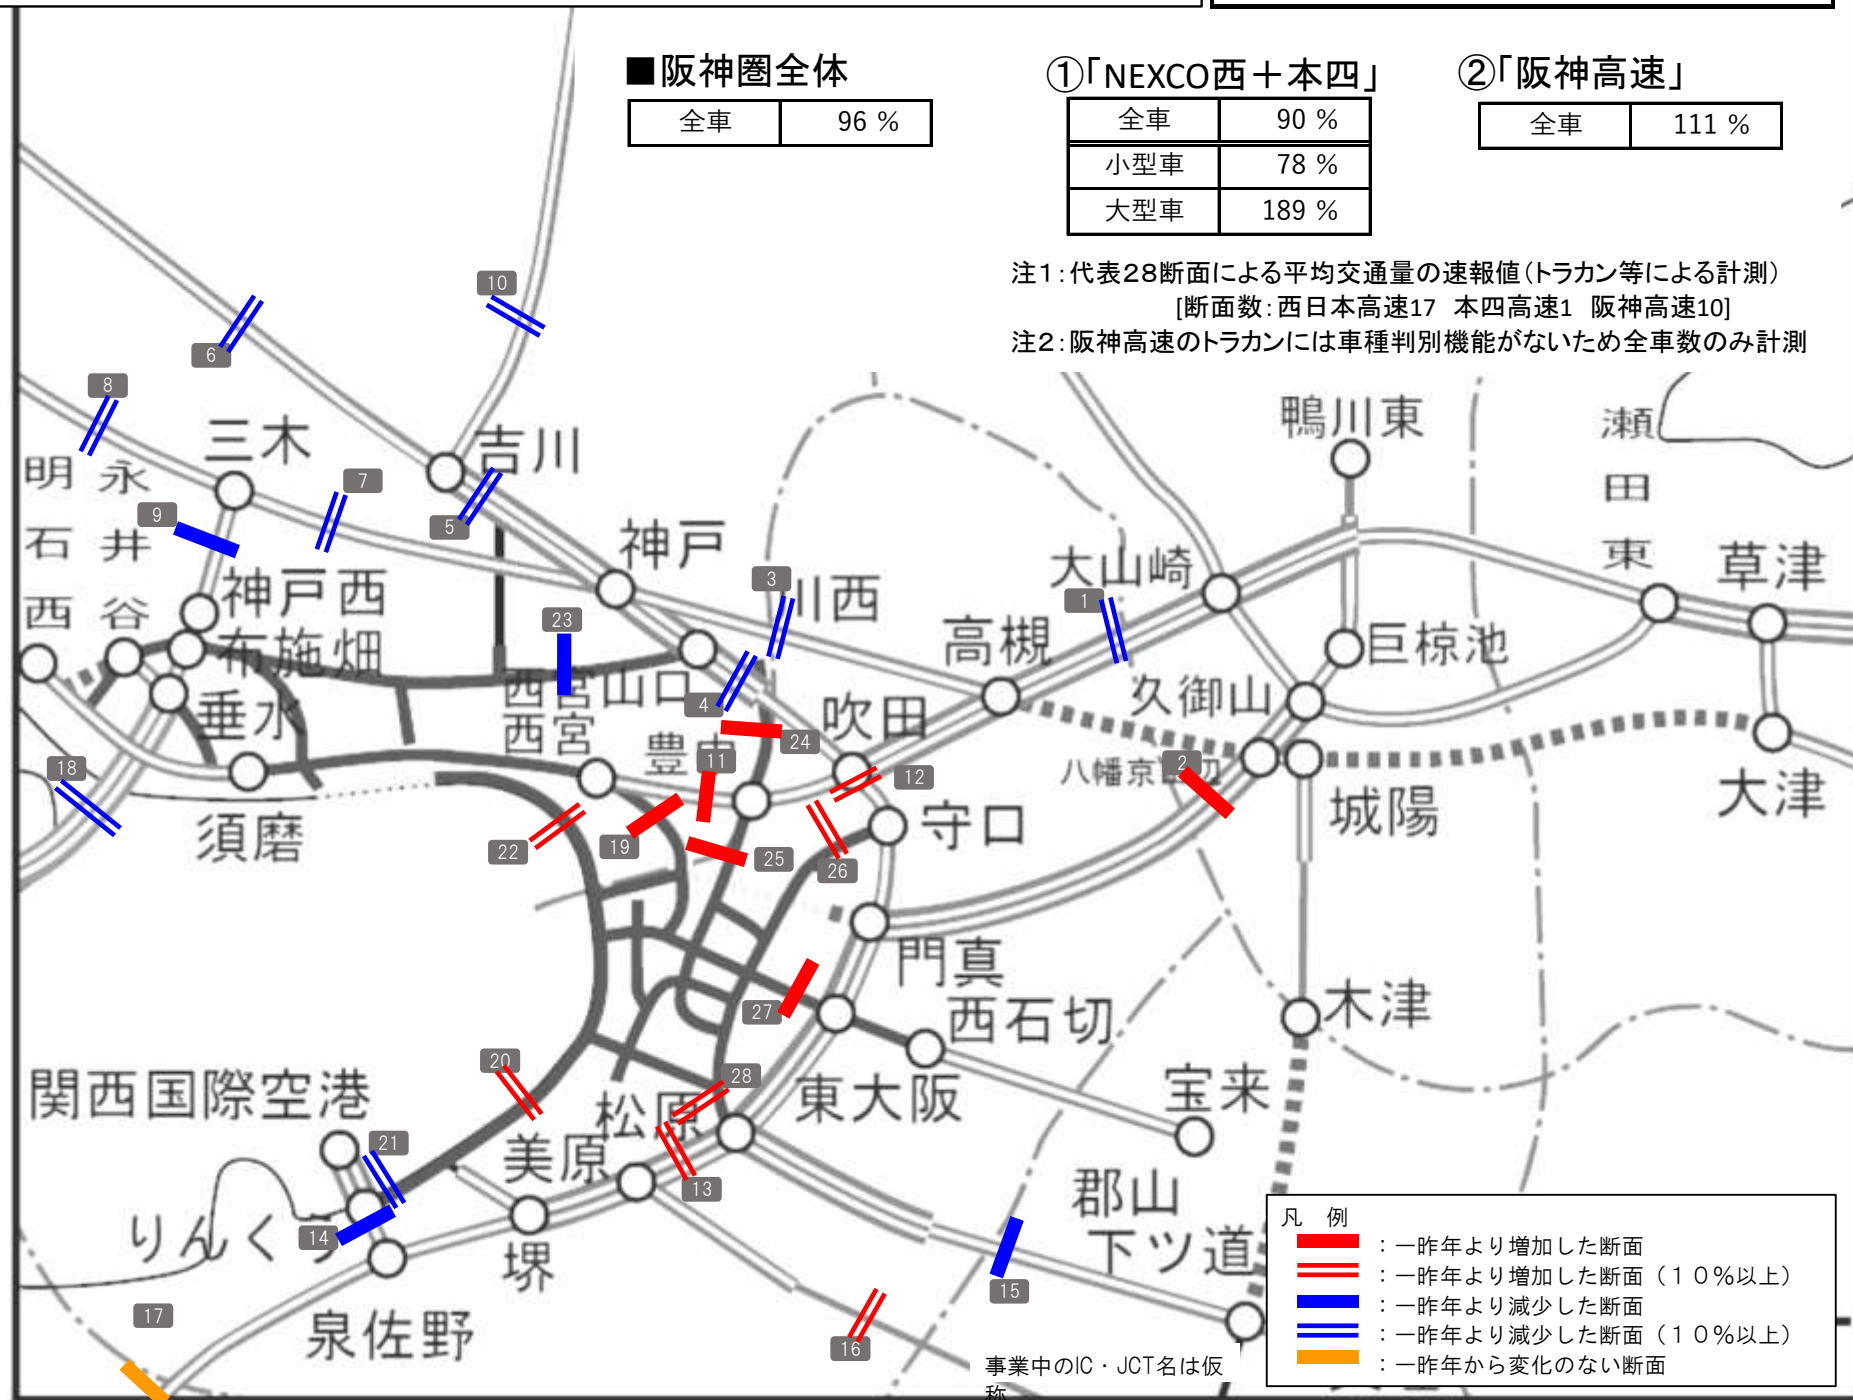 ■阪神圏全体
全車 96 %
①「NEXCO西＋本四」
全車 90 %
小型車 78 %
大型車 189 %
②「阪神高速」
全車 111 %
注１：代表２８断面による平均交通量の速報値（トラカン等による計測）
[断面数：西日本高速17 本四高速1 阪神高速10]
注２：阪神高速のトラカンには車種判別機能がないため全車数のみ計測
10
6
8
三木
吉川
鴨川東
瀬田東
明石西
永井谷
7
9
5
神戸
3
川西
大山崎
1
草津
神戸西
布施畑
23
高槻
巨椋池
西宮山口
4
久御山
垂水
西宮
吹田
24
豊中
11
12
八幡京田辺
2
18
須磨
大津
城陽
守口
22
19
25
26
門真
27
西石切
木津
20
28
関西国際空港
松原
東大阪
宝来
21
美原
13
郡山
下ツ道
14
りんくう
堺
15
17
泉佐野
16
事業中のIC・JCT名は仮
称
凡 例
：一昨年より増加した断面
：一昨年より増加した断面（１０％以上）
：一昨年より減少した断面
：一昨年より減少した断面（１０％以上）
：一昨年から変化のない断面